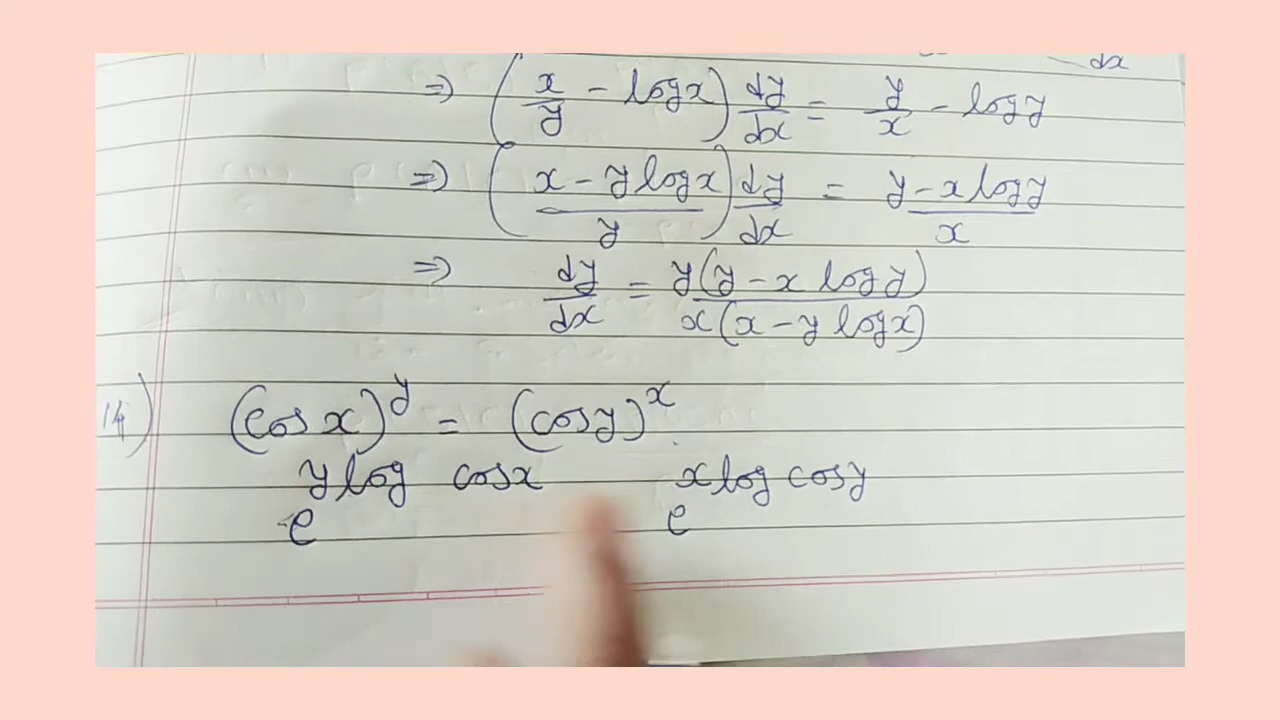 dx
⇒ (x/y - log x) dy/dx = y/x - log y
⇒ (x - y log x / y) dy/dx = y - x log y / x
⇒ dy/dx = y(y - x log y) / x(x - y log x)
14) (cos x)^y = (cos y)^x
y log cos x x log cos y
e e